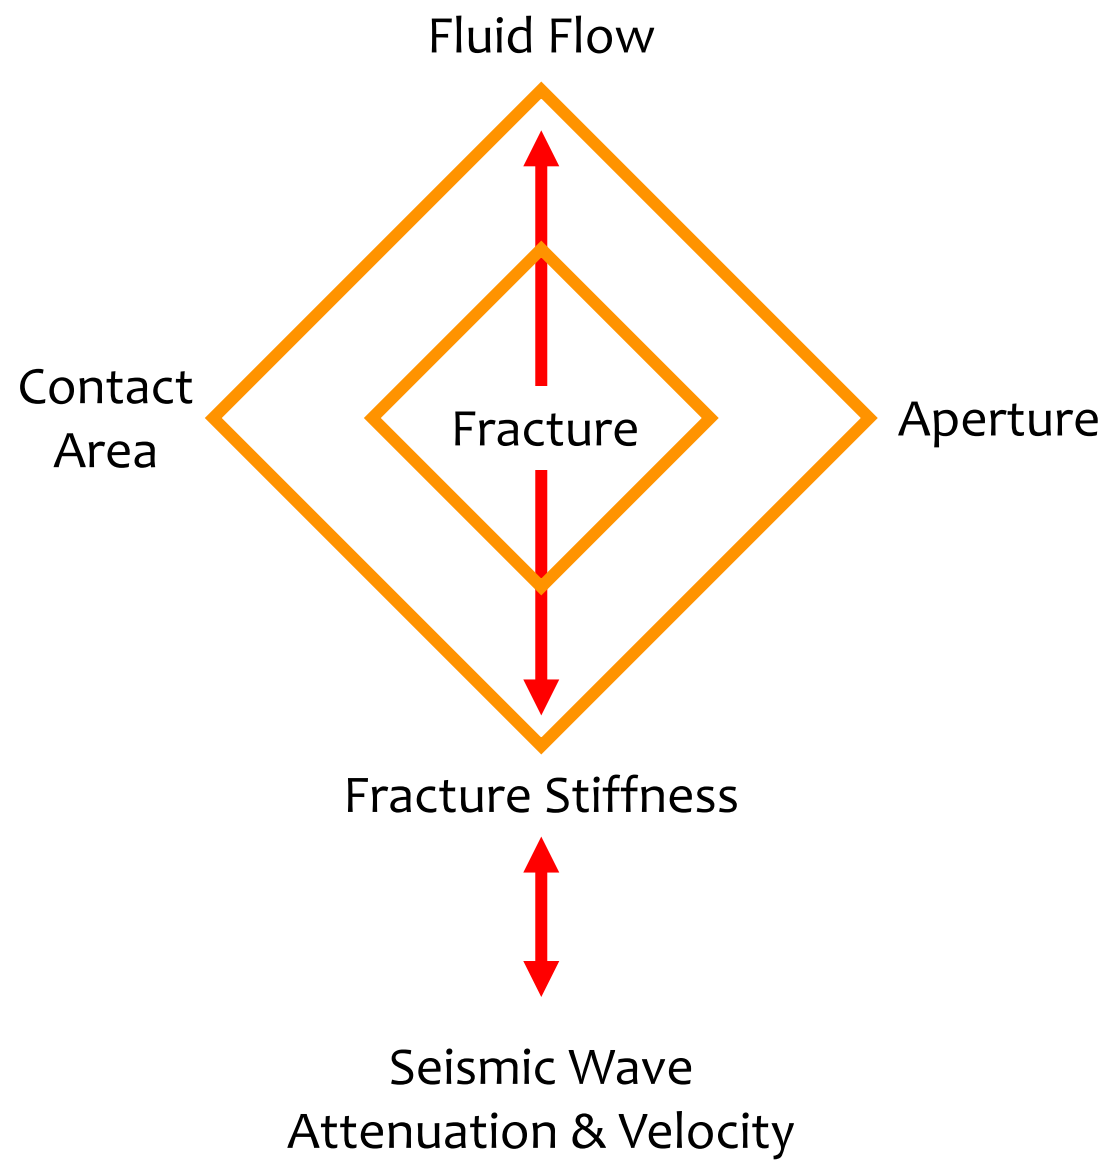 Fluid Flow
Contact
Area
Fracture
Aperture
Fracture Stiffness
Seismic Wave
Attenuation & Velocity